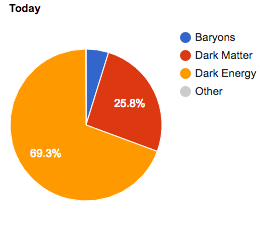 Today
Baryons
Dark Matter
Dark Energy
Other
25.8%
69.3%